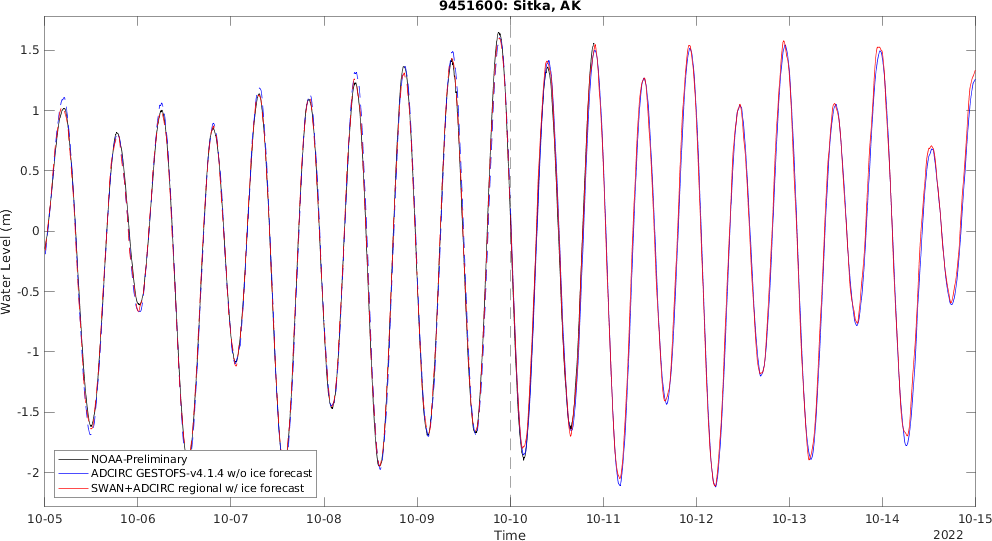 9451600: Sitka, AK
Water Level (m)
1.5
1
0.5
0
-0.5
-1
-1.5
-2
NOAA-Preliminary
ADCIRC GESTOFS-v4.1.4 w/o ice forecast
SWAN+ADCIRC regional w/ ice forecast
10-05 10-06 10-07 10-08 10-09 10-10 10-11 10-12 10-13 10-14 10-15
Time
2022